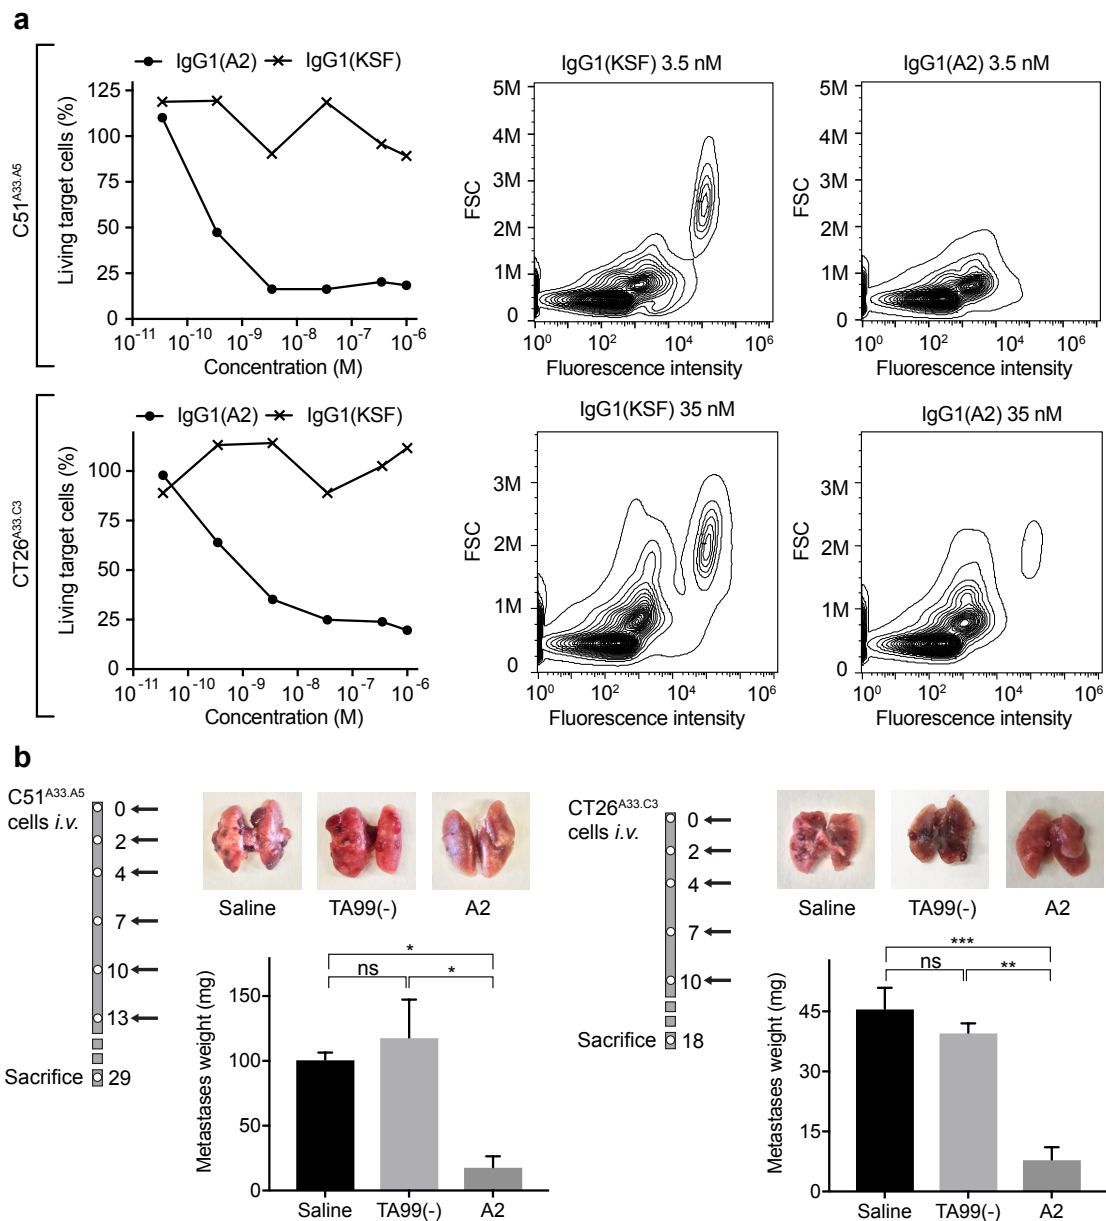 a
IgG1(A2) IgG1(KSF)
C51A33.A5
Living target cells (%)
125
100
75
50
25
0
10-11 10-10 10-9 10-8 10-7 10-6
Concentration (M)
IgG1(KSF) 3.5 nM
FSC
5M
4M
3M
2M
1M
0
100 102 104 106
Fluorescence intensity
IgG1(A2) 3.5 nM
FSC
5M
4M
3M
2M
1M
0
100 102 104 106
Fluorescence intensity
IgG1(A2) IgG1(KSF)
CT26A33.C3
Living target cells (%)
100
75
50
25
0
10-11 10-10 10-9 10-8 10-7 10-6
Concentration (M)
IgG1(KSF) 35 nM
FSC
3M
2M
1M
0
100 102 104 106
Fluorescence intensity
IgG1(A2) 35 nM
FSC
3M
2M
1M
0
100 102 104 106
Fluorescence intensity
b
C51A33.A5
cells i.v.
0
2
4
7
10
13
Sacrifice 29
Saline TA99(-) A2
Metastases weight (mg)
150
100
50
0
*
ns *
Saline TA99(-) A2
CT26A33.C3
cells i.v.
0
2
4
7
10
Sacrifice 18
Saline TA99(-) A2
Metastases weight (mg)
45
30
15
0
***
ns **
Saline TA99(-) A2